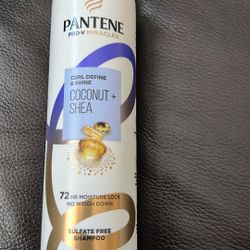 PANTENE
PRO-V MIRACLES
CURL DEFINE
& SHINE
COCONUT +
SHEA
72 HR MOISTURE LOCK
NO WEIGH DOWN
SULFATE FREE
SHAMPOO